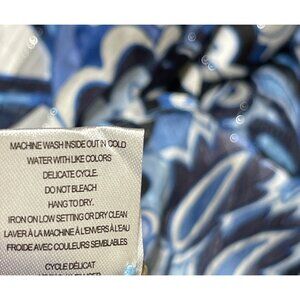 MACHINE WASH INSIDE OUT IN COLD
WATER WITH LIKE COLORS
DELICATE CYCLE.
DO NOT BLEACH
HANG TO DRY.
IRON ON LOW SETTING OR DRY CLEAN
LAVER À LA MACHINE À L'ENVERS EN EAU
FROIDE AVEC COULEURS SEMBLABLES
CYCLE DÉLICAT